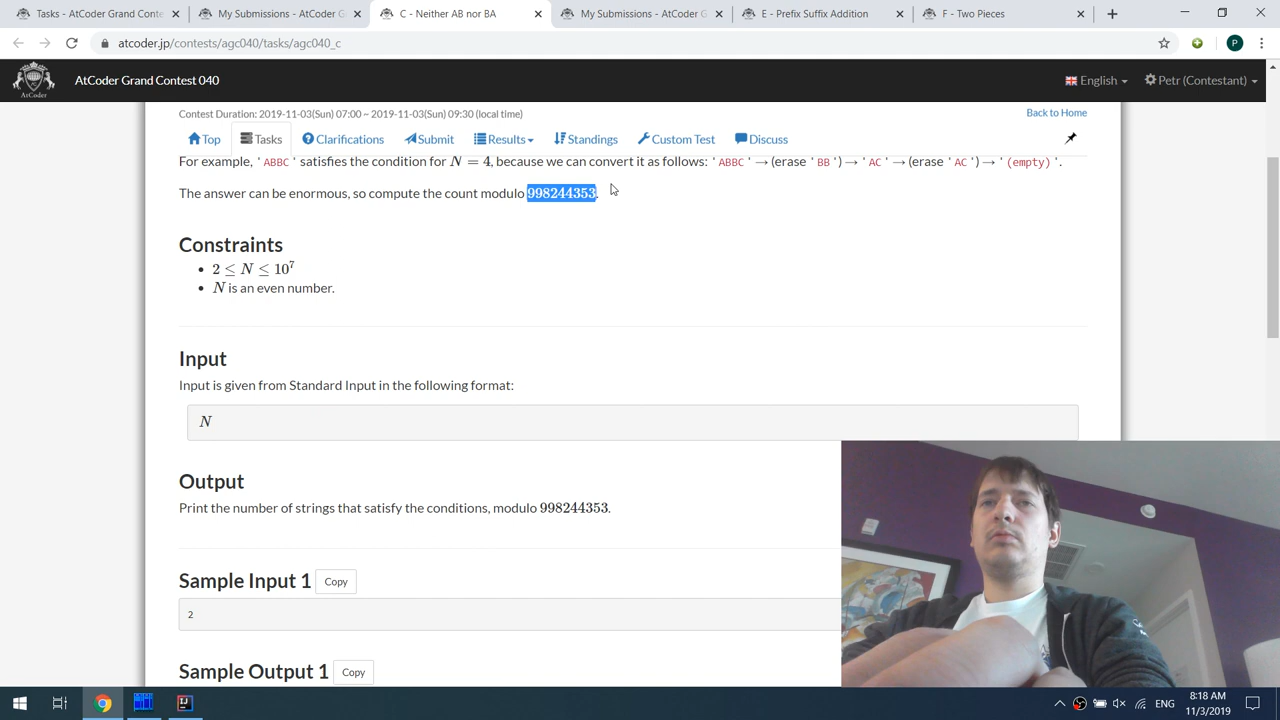 Tasks - AtCoder Grand Conte
My Submissions - AtCoder G
C - Neither AB nor BA
My Submissions - AtCoder G
E - Prefix Suffix Addition
F - Two Pieces
atcoder.jp/contests/agc040/tasks/agc040_c
P
AtCoder Grand Contest 040
English
Petr (Contestant)
Contest Duration: 2019-11-03(Sun) 07:00 ~ 2019-11-03(Sun) 09:30 (local time)
Back to Home
Top
Tasks
Clarifications
Submit
Results
Standings
Custom Test
Discuss
For example, 'ABBC' satisfies the condition for N = 4, because we can convert it as follows: 'ABBC' → (erase 'BB') → 'AC' → (erase 'AC') → '(empty)'.
The answer can be enormous, so compute the count modulo 998244353.
Constraints
2 ≤ N ≤ 10⁷
N is an even number.
Input
Input is given from Standard Input in the following format:
N
Output
Print the number of strings that satisfy the conditions, modulo 998244353.
Sample Input 1
Copy
2
Sample Output 1
Copy
ENG
8:18 AM
11/3/2019